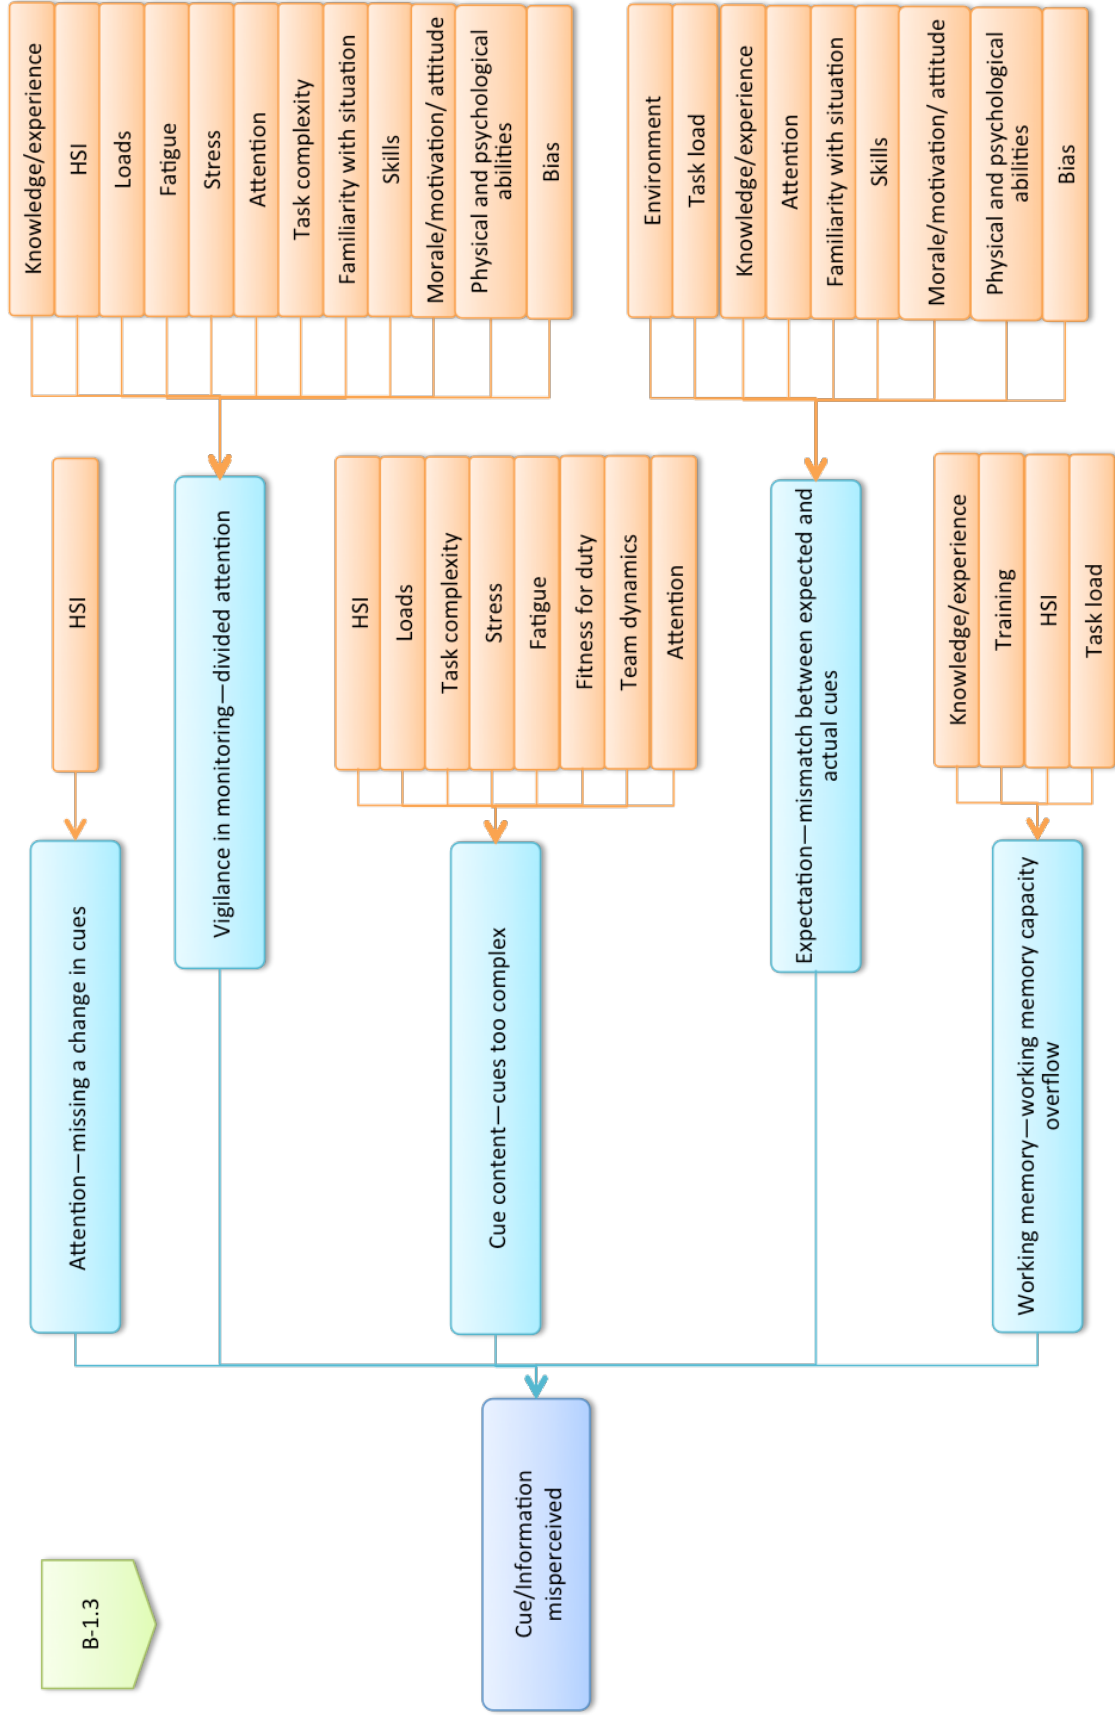 B-1.3
Cue/Information
misperceived
Attention—missing a change in cues
HSI
Vigilance in monitoring—divided attention
Knowledge/experience
HSI
Loads
Fatigue
Stress
Attention
Task complexity
Familiarity with situation
Skills
Morale/motivation/ attitude
Physical and psychological
abilities
Bias
Cue content—cues too complex
HSI
Loads
Task complexity
Stress
Fatigue
Fitness for duty
Team dynamics
Attention
Expectation—mismatch between expected and
actual cues
Environment
Task load
Knowledge/experience
Attention
Familiarity with situation
Skills
Morale/motivation/ attitude
Physical and psychological
abilities
Bias
Working memory—working memory capacity
overflow
Knowledge/experience
Training
HSI
Task load